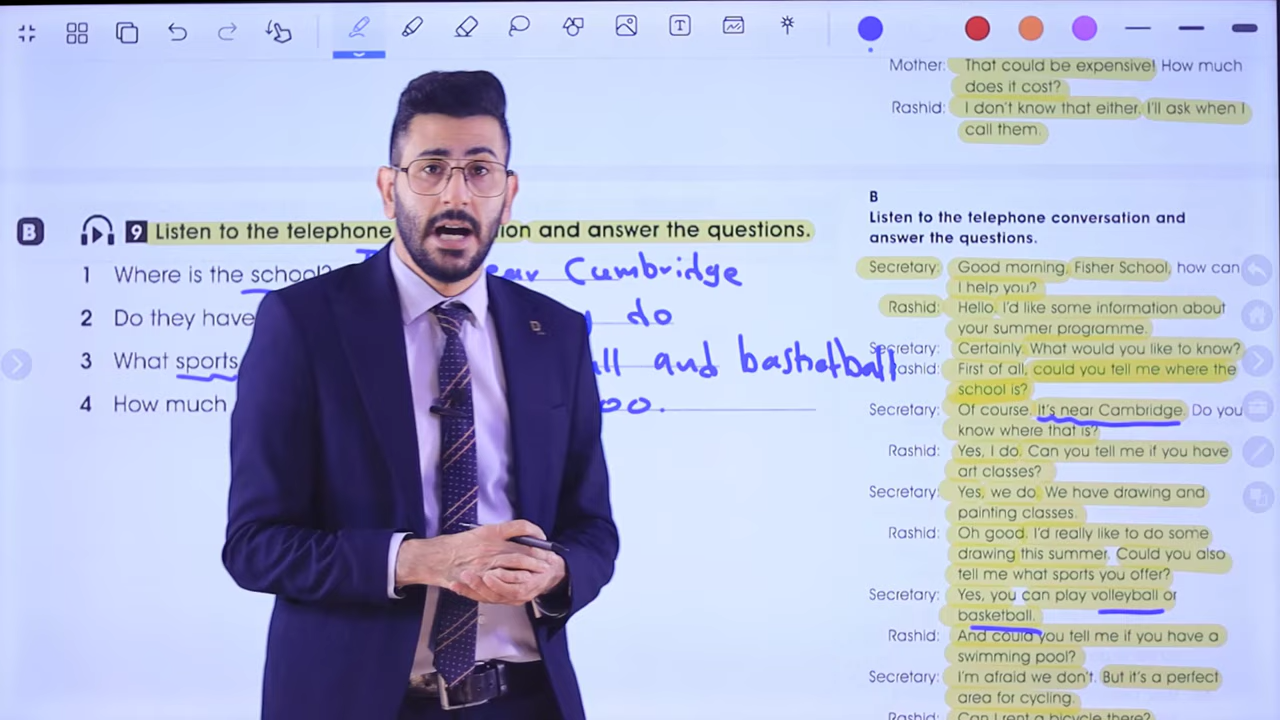 T
Mother: That could be expensive! How much
does it cost?
Rashid: I don't know that either. I'll ask when I
call them.
B 9 Listen to the telephone ion and answer the questions.
1 Where is the school? ear Cumbridge
2 Do they have do
3 What sports ll and basketball
4 How much oo.
B
Listen to the telephone conversation and
answer the questions.
Secretary: Good morning, Fisher School, how can
I help you?
Rashid: Hello, I'd like some information about
your summer programme.
Secretary: Certainly. What would you like to know?
Rashid: First of all, could you tell me where the
school is?
Secretary: Of course. It's near Cambridge. Do you
know where that is?
Rashid: Yes, I do. Can you tell me if you have
art classes?
Secretary: Yes, we do. We have drawing and
painting classes.
Rashid: Oh good. I'd really like to do some
drawing this summer. Could you also
tell me what sports you offer?
Secretary: Yes, you can play volleyball or
basketball.
Rashid: And could you tell me if you have a
swimming pool?
Secretary: I'm afraid we don't. But it's a perfect
area for cycling.
Rashid: Can I rent a bicycle there?